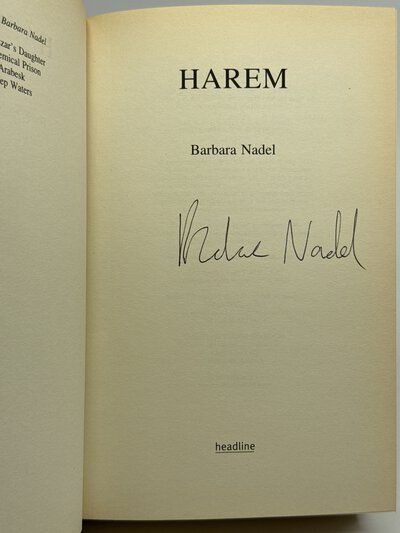 Barbara Nadel
zar's Daughter
emical Prison
Arabesk
ep Waters
HAREM
Barbara Nadel
Barbara Nadel
headline